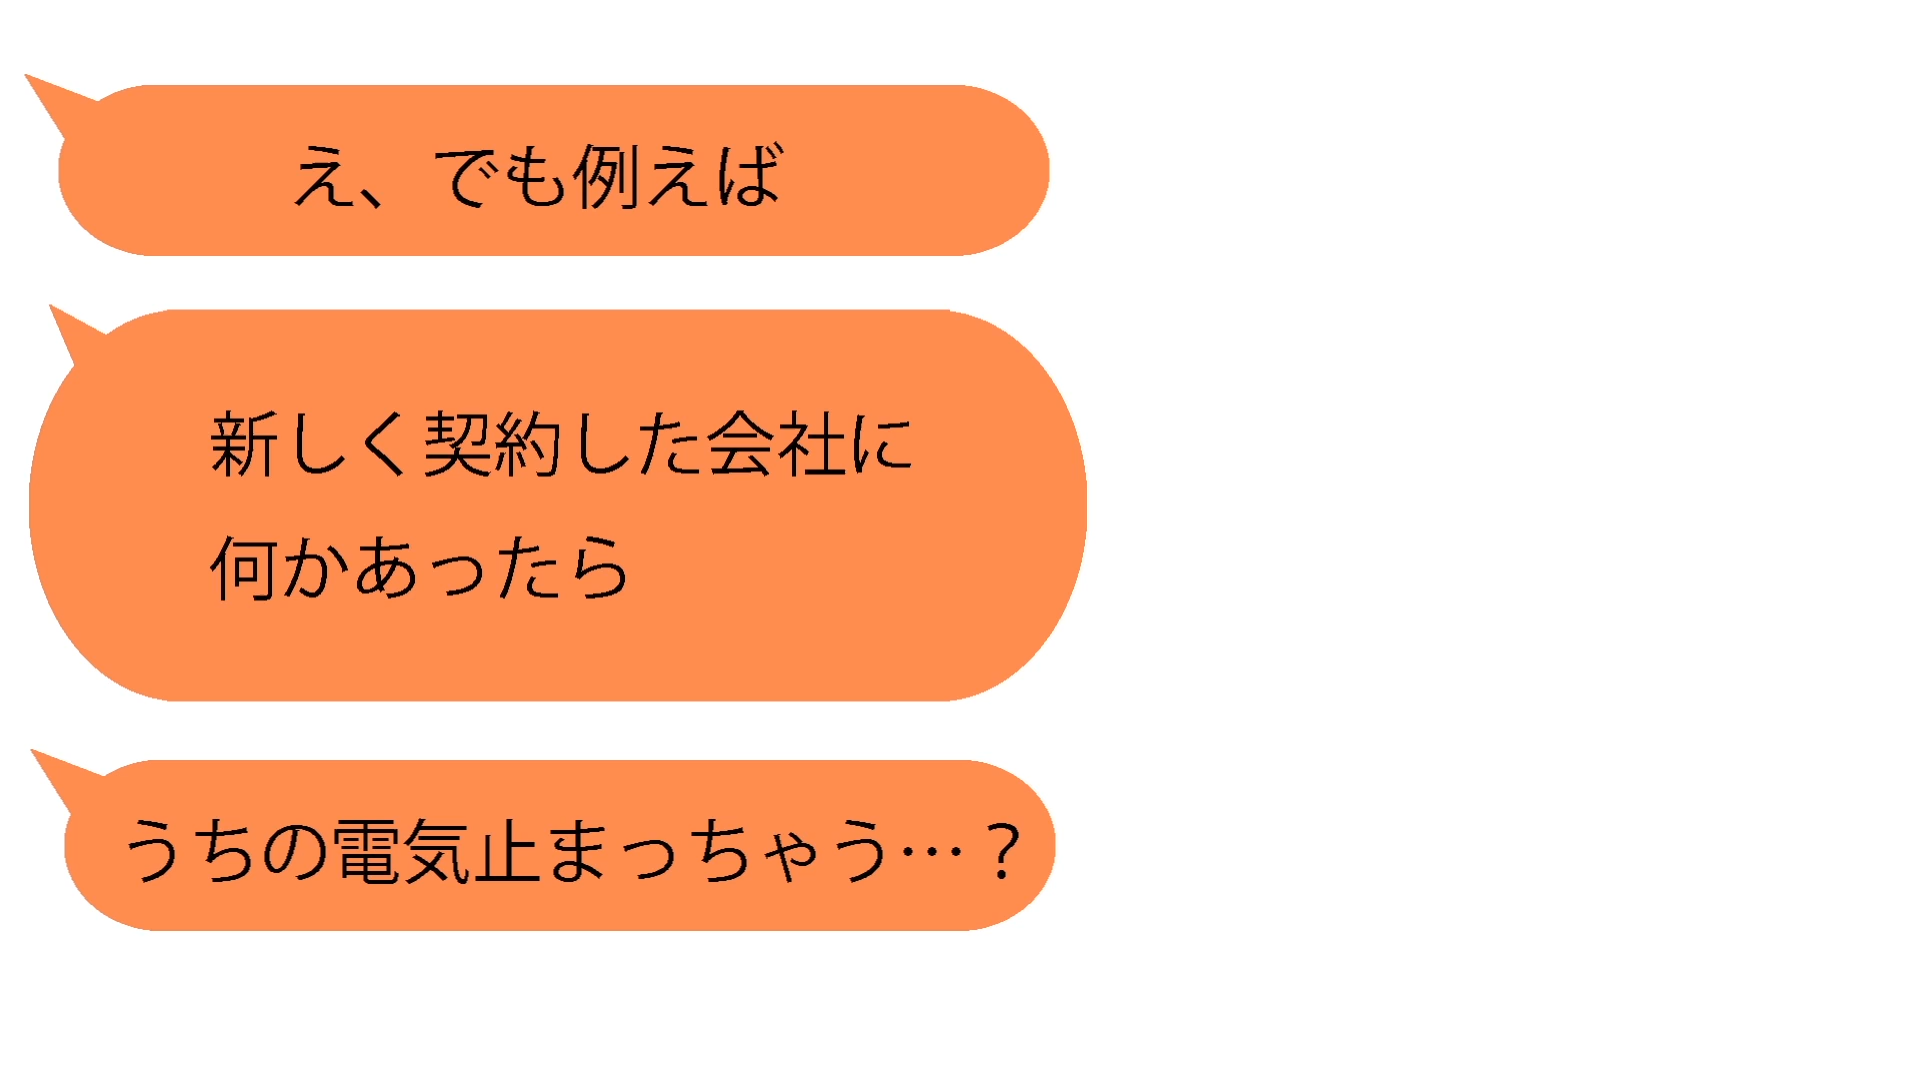 え、でも例えば
新しく契約した会社に
何かあったら
うちの電気止まっちゃう…？